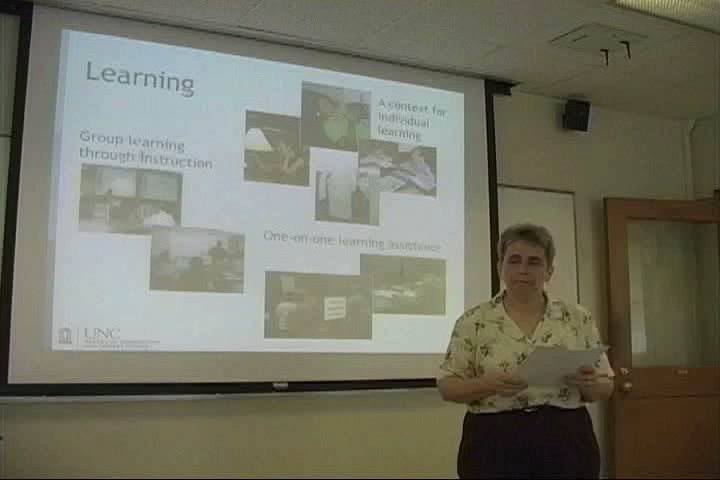 Learning
A context for
individual
learning
Group learning
through Instruction
One-on-one learning assistance
UNC